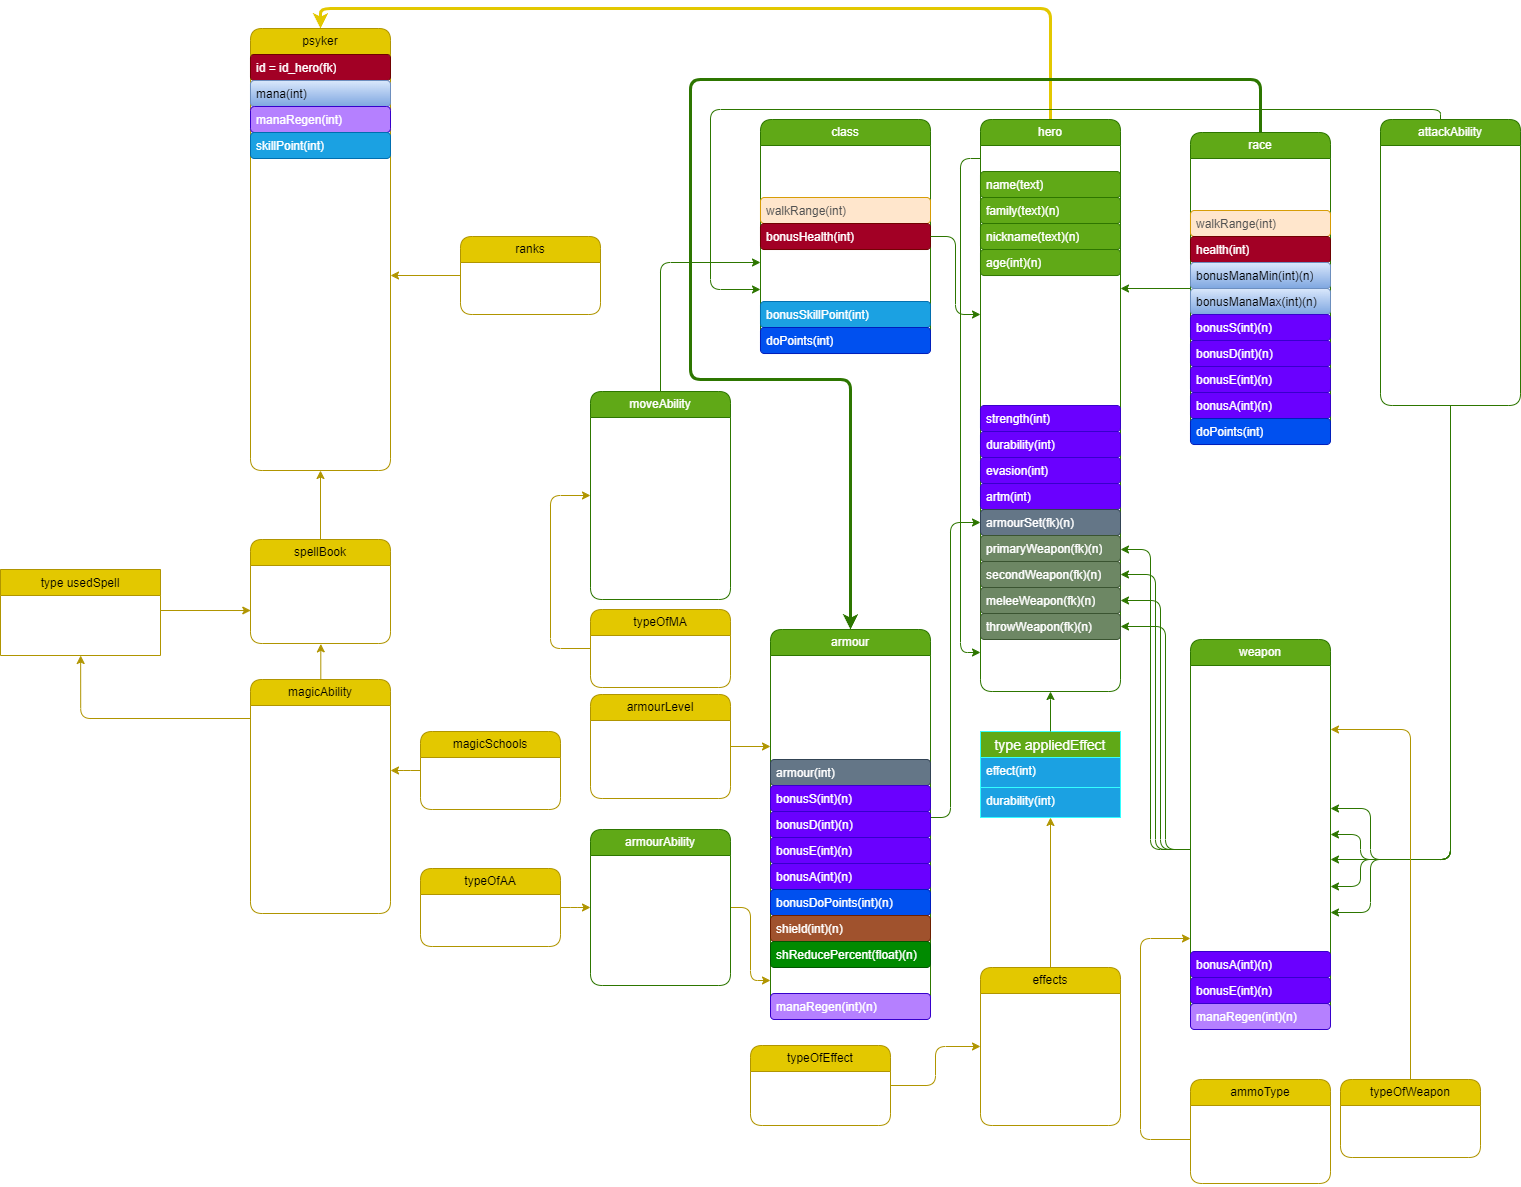 psyker
id = id_hero(fk)
mana(int)
manaRegen(int)
skillPoint(int)
ranks
class
walkRange(int)
bonusHealth(int)
bonusSkillPoint(int)
doPoints(int)
hero
name(text)
family(text)(n)
nickname(text)(n)
age(int)(n)
strength(int)
durability(int)
evasion(int)
artm(int)
armourSet(fk)(n)
primaryWeapon(fk)(n)
secondWeapon(fk)(n)
meleeWeapon(fk)(n)
throwWeapon(fk)(n)
race
walkRange(int)
health(int)
bonusManaMin(int)(n)
bonusManaMax(int)(n)
bonusS(int)(n)
bonusD(int)(n)
bonusE(int)(n)
bonusA(int)(n)
doPoints(int)
attackAbility
moveAbility
spellBook
type usedSpell
typeOfMA
armour
armour(int)
bonusS(int)(n)
bonusD(int)(n)
bonusE(int)(n)
bonusA(int)(n)
bonusDoPoints(int)(n)
shield(int)(n)
shReducePercent(float)(n)
manaRegen(int)(n)
weapon
bonusA(int)(n)
bonusE(int)(n)
manaRegen(int)(n)
magicAbility
armourLevel
magicSchools
type appliedEffect
effect(int)
durability(int)
armourAbility
typeOfAA
effects
typeOfEffect
ammoType
typeOfWeapon